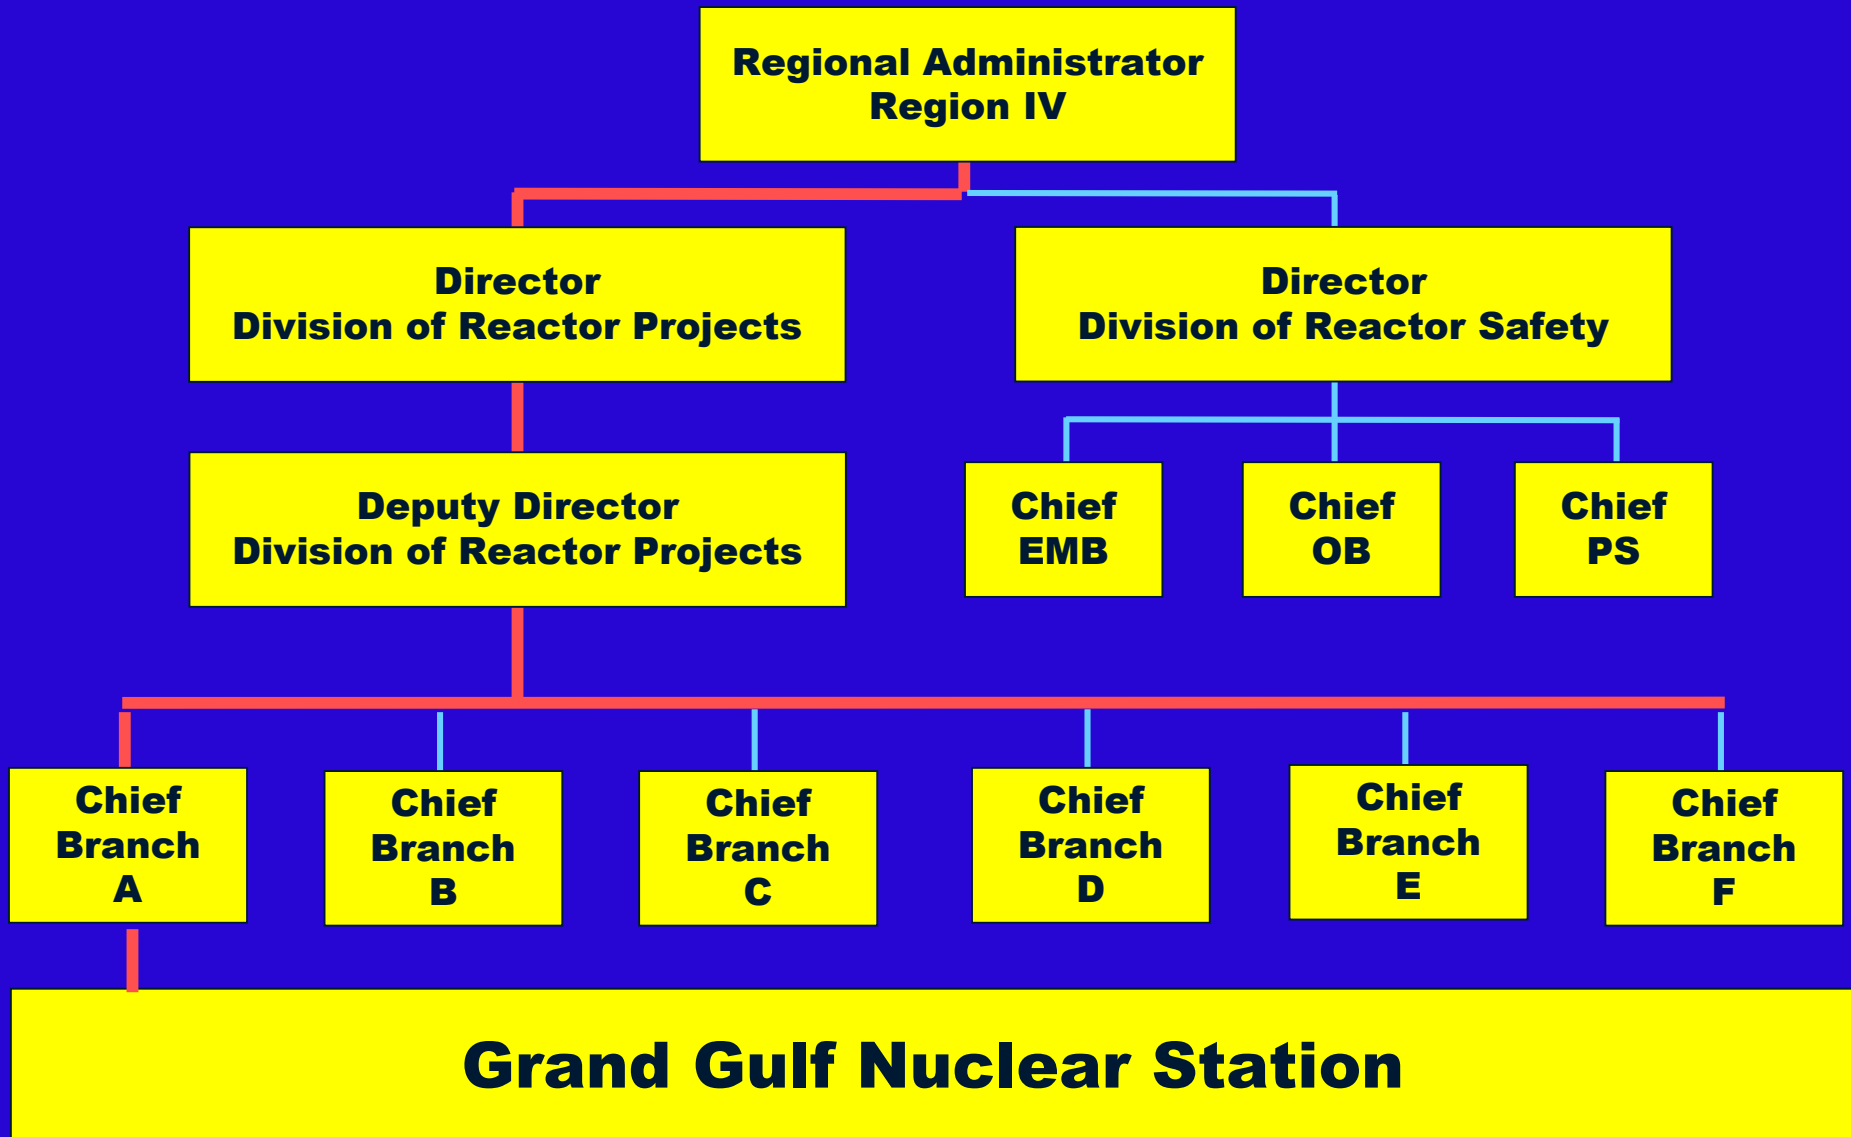 Regional Administrator
Region IV
Director
Division of Reactor Projects
Director
Division of Reactor Safety
Deputy Director
Division of Reactor Projects
Chief
EMB
Chief
OB
Chief
PS
Chief
Branch
A
Chief
Branch
B
Chief
Branch
C
Chief
Branch
D
Chief
Branch
E
Chief
Branch
F
Grand Gulf Nuclear Station